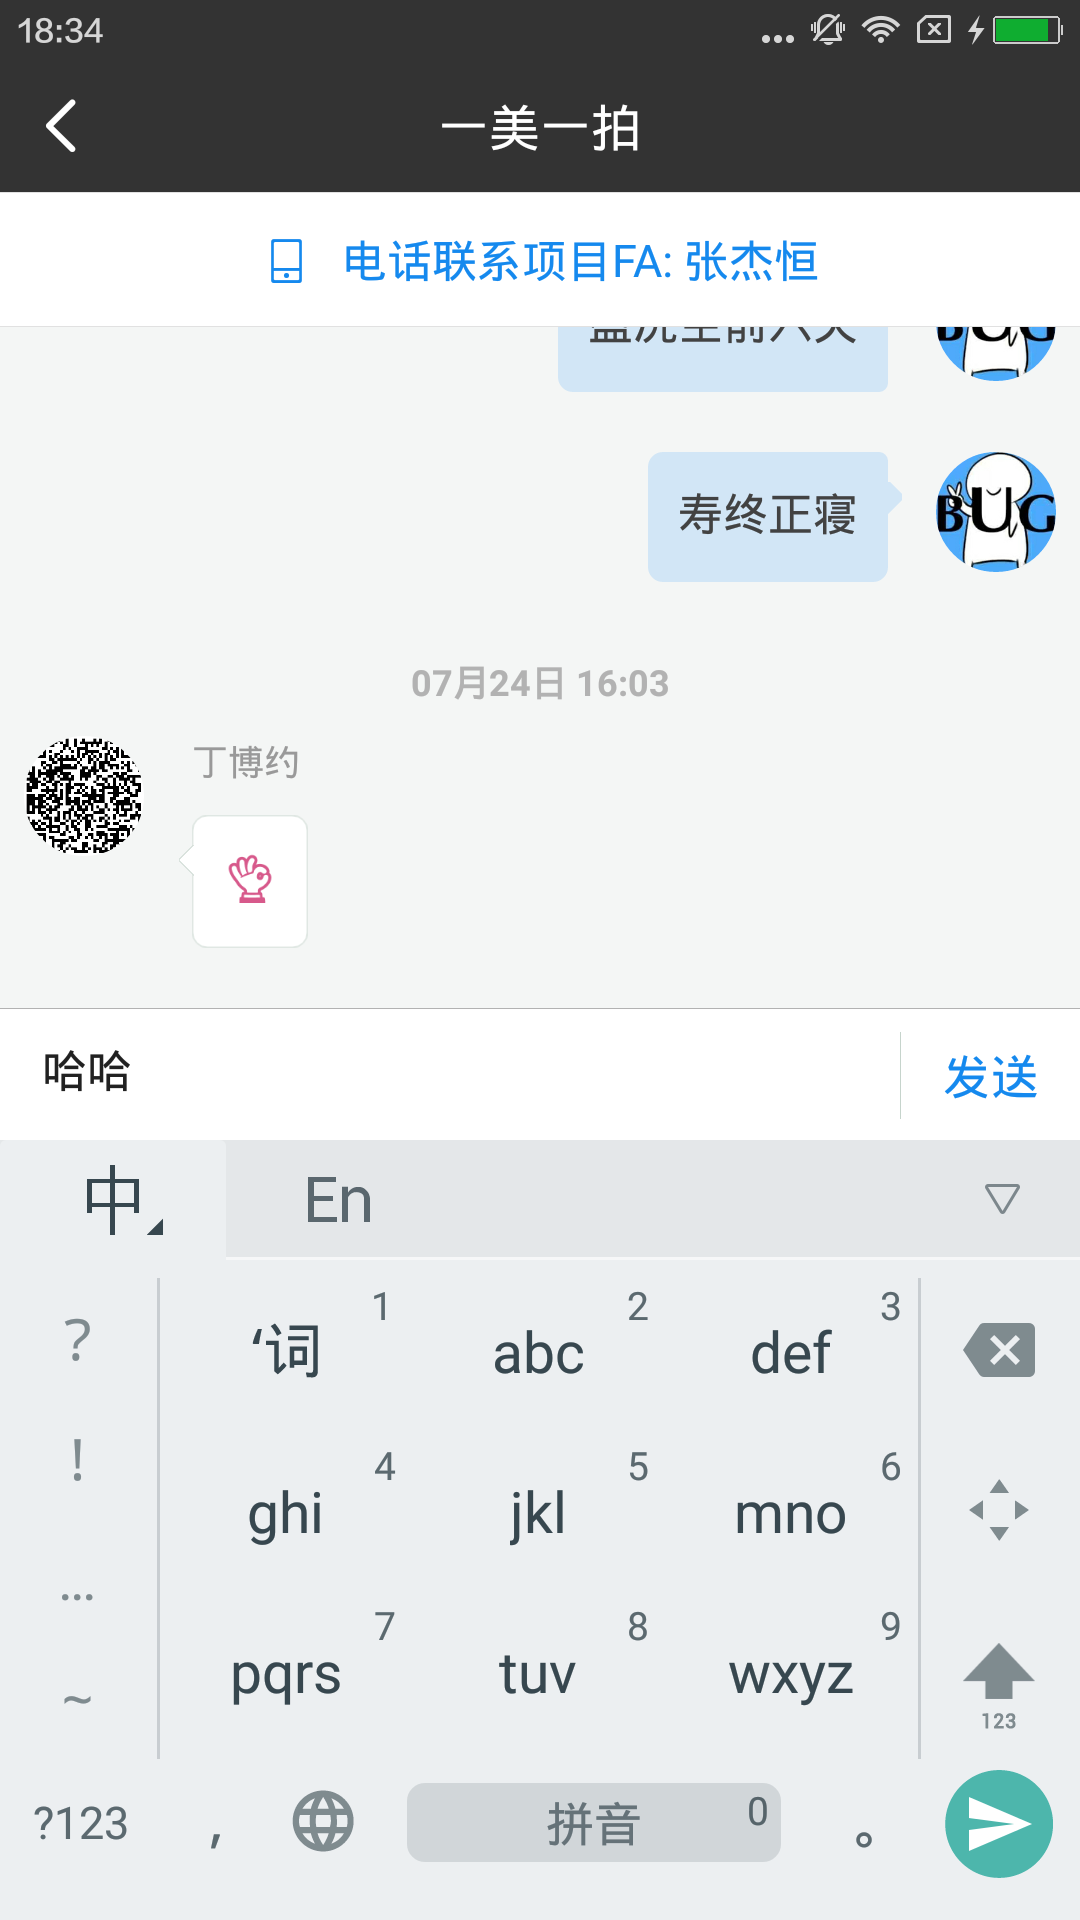 18:34
一美一拍
电话联系项目FA: 张杰恒
寿终正寝
BUG
07月24日 16:03
丁博约
哈哈
发送
中 En
? ‘词 1 abc 2 def 3
! ghi 4 jkl 5 mno 6
... pqrs 7 tuv 8 wxyz 9
~ 123
?123 , 拼音 0 。